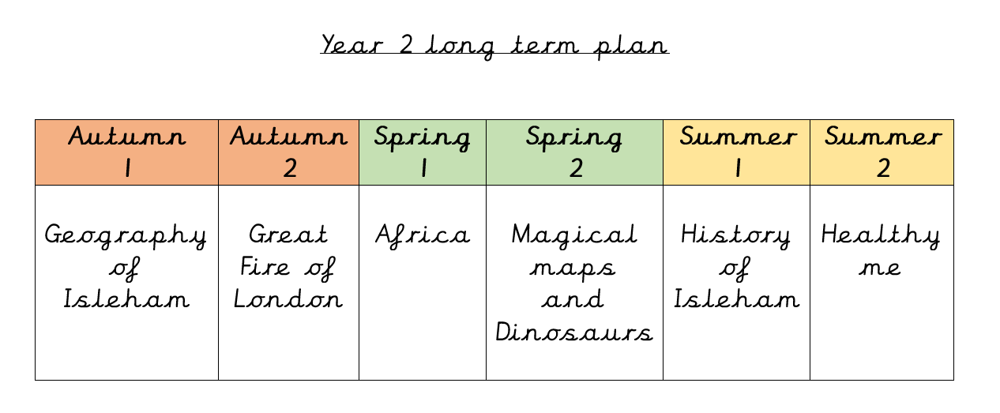 Year 2 long term plan
Autumn
1
Autumn
2
Spring
1
Spring
2
Summer
1
Summer
2
Geography
of
Isleham
Great
Fire of
London
Africa
Magical
maps
and
Dinosaurs
History
of
Isleham
Healthy
me